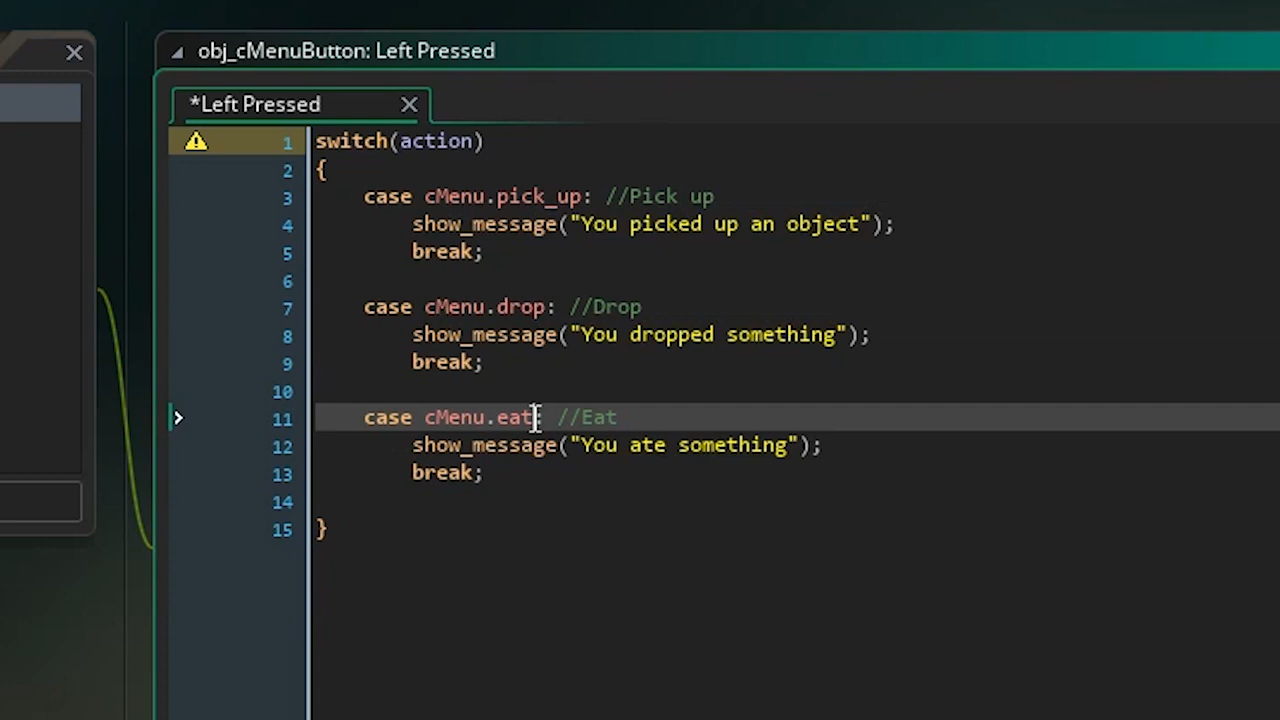 obj_cMenuButton: Left Pressed
*Left Pressed
1 switch(action)
2 {
3 case cMenu.pick_up: //Pick up
4 show_message("You picked up an object");
5 break;
6
7 case cMenu.drop: //Drop
8 show_message("You dropped something");
9 break;
10
11 case cMenu.eat: //Eat
12 show_message("You ate something");
13 break;
14
15 }